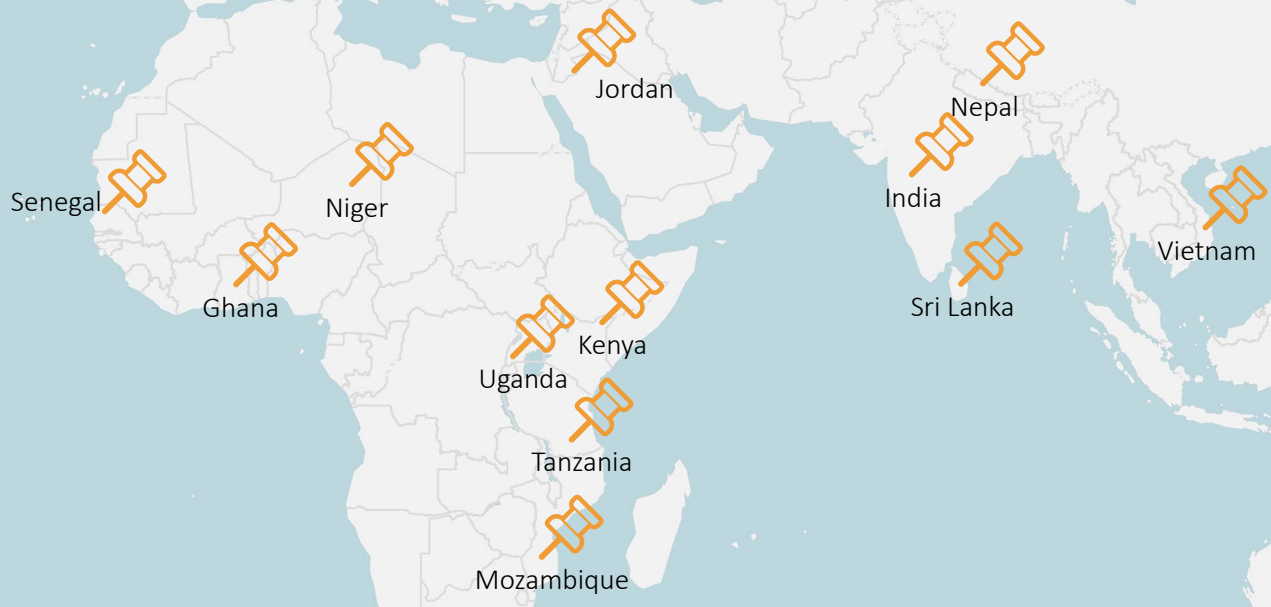 Jordan
Nepal
Senegal
Niger
India
Vietnam
Ghana
Sri Lanka
Kenya
Uganda
Tanzania
Mozambique